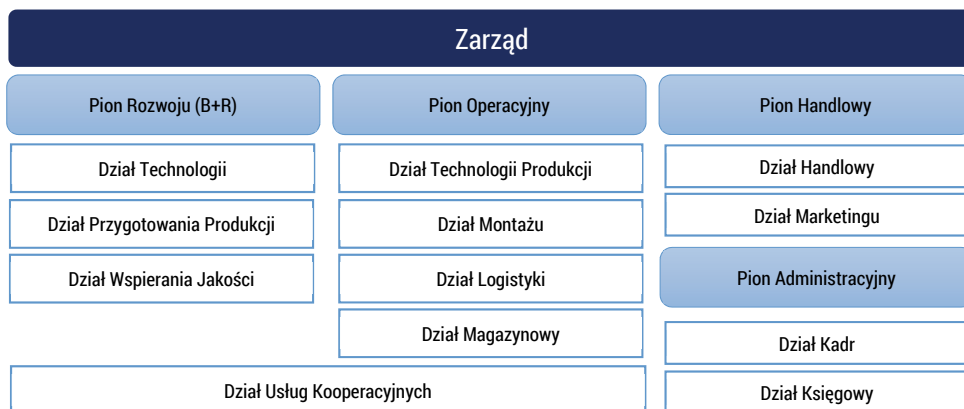 Zarząd
Pion Rozwoju (B+R)
Pion Operacyjny
Pion Handlowy
Dział Technologii
Dział Technologii Produkcji
Dział Handlowy
Dział Przygotowania Produkcji
Dział Montażu
Dział Marketingu
Dział Wspierania Jakości
Dział Logistyki
Pion Administracyjny
Dział Magazynowy
Dział Kadr
Dział Usług Kooperacyjnych
Dział Księgowy